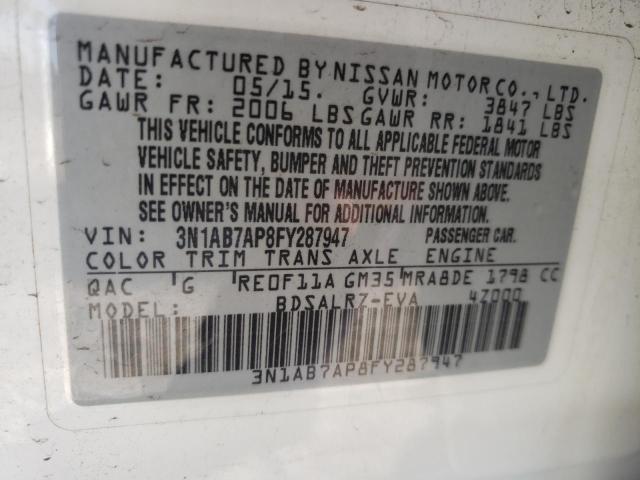 MANUFACTURED BY NISSAN MOTOR CO., LTD.
DATE: 05/15. GVWR: 3847 LBS
GAWR FR: 2006 LBS GAWR RR: 1841 LBS
THIS VEHICLE CONFORMS TO ALL APPLICABLE FEDERAL MOTOR
VEHICLE SAFETY, BUMPER AND THEFT PREVENTION STANDARDS
IN EFFECT ON THE DATE OF MANUFACTURE SHOWN ABOVE.
SEE OWNER'S MANUAL FOR ADDITIONAL INFORMATION.
VIN: 3N1AB7AP8FY287947 PASSENGER CAR.
COLOR TRIM TRANS AXLE ENGINE
QAC G RE0F11A GM35 MRA8DE 1798 CC
MODEL: BDSALRZ-EVA 4Z000
3N1AB7AP8FY287947